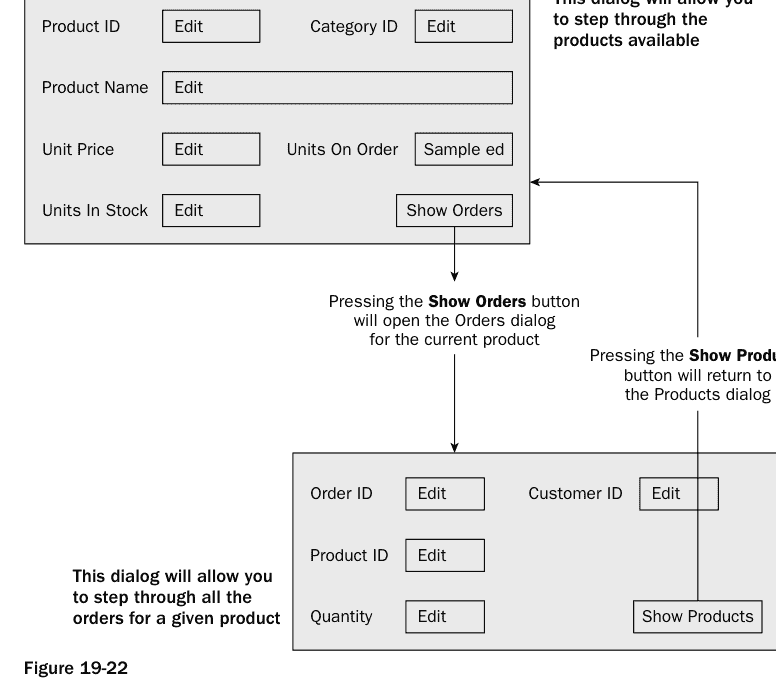 This dialog will allow you
to step through the
products available
Product ID Edit Category ID Edit
Product Name Edit
Unit Price Edit Units On Order Sample ed
Units In Stock Edit Show Orders
Pressing the Show Orders button
will open the Orders dialog
for the current product
Pressing the Show Produ
button will return to
the Products dialog
Order ID Edit Customer ID Edit
Product ID Edit
Quantity Edit Show Products
This dialog will allow you
to step through all the
orders for a given product
Figure 19-22